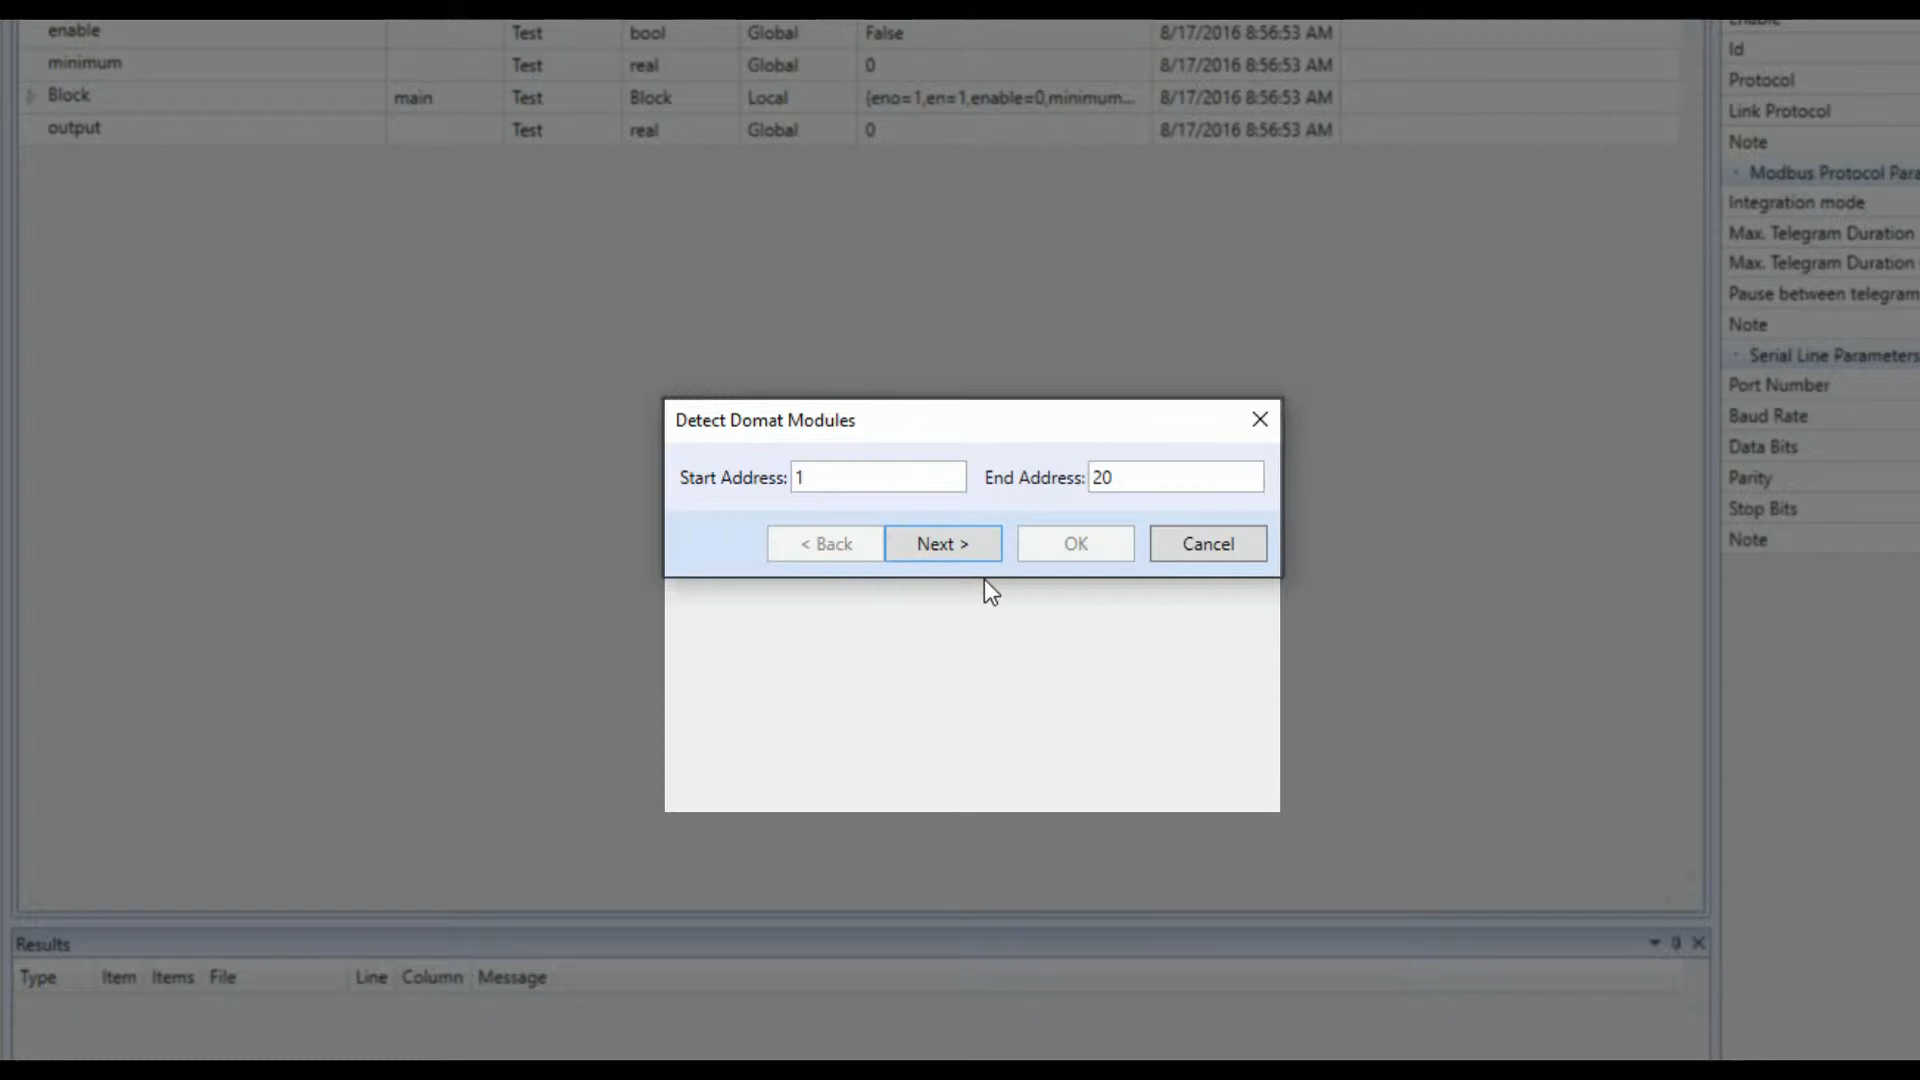 enable Test bool Global False 8/17/2016 8:56:53 AM
minimum Test real Global 0 8/17/2016 8:56:53 AM
Block main Test Block Local (eno=1,en=1,enable=0,minimum... 8/17/2016 8:56:53 AM
output Test real Global 0 8/17/2016 8:56:53 AM
Enable
Id
Protocol
Link Protocol
Note
Modbus Protocol Para
Integration mode
Max. Telegram Duration
Max. Telegram Duration
Pause between telegram
Note
Serial Line Parameters
Port Number
Baud Rate
Data Bits
Parity
Stop Bits
Note
Detect Domat Modules
Start Address: 1 End Address: 20
< Back Next > OK Cancel
Results
Type Item Items File Line Column Message